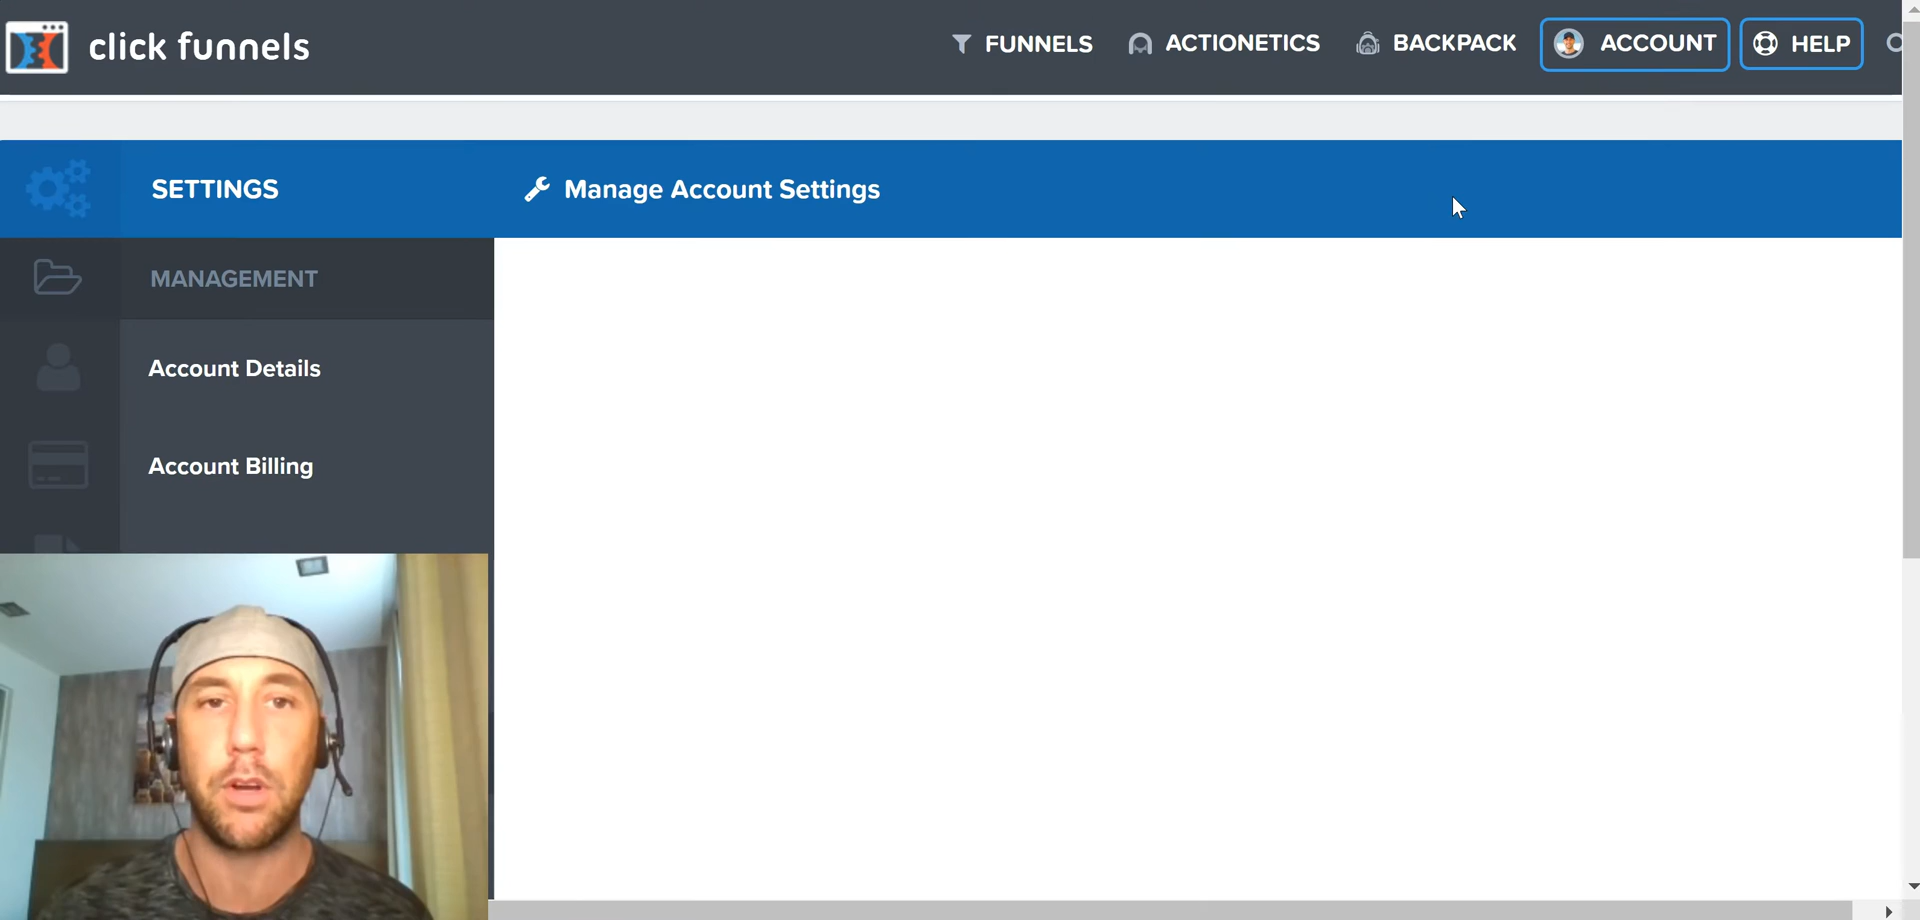 click funnels
FUNNELS
ACTIONETICS
BACKPACK
ACCOUNT
HELP
SETTINGS
Manage Account Settings
MANAGEMENT
Account Details
Account Billing